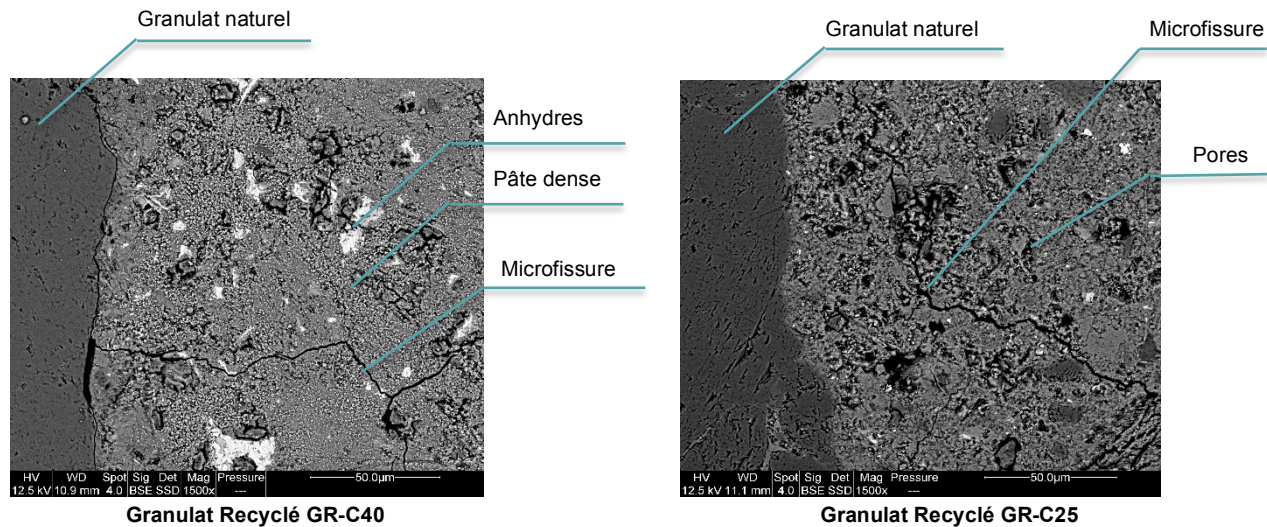 Granulat naturel
Anhydres
Pâte dense
Microfissure
HV WD Spot Sig Det Mag Pressure
12.5 kV 10.9 mm 4.0 BSE SSD 1500x --- 50.0µm
Granulat Recyclé GR-C40
Granulat naturel
Microfissure
Pores
HV WD Spot Sig Det Mag Pressure
12.5 kV 11.1 mm 4.0 BSE SSD 1500x --- 50.0µm
Granulat Recyclé GR-C25